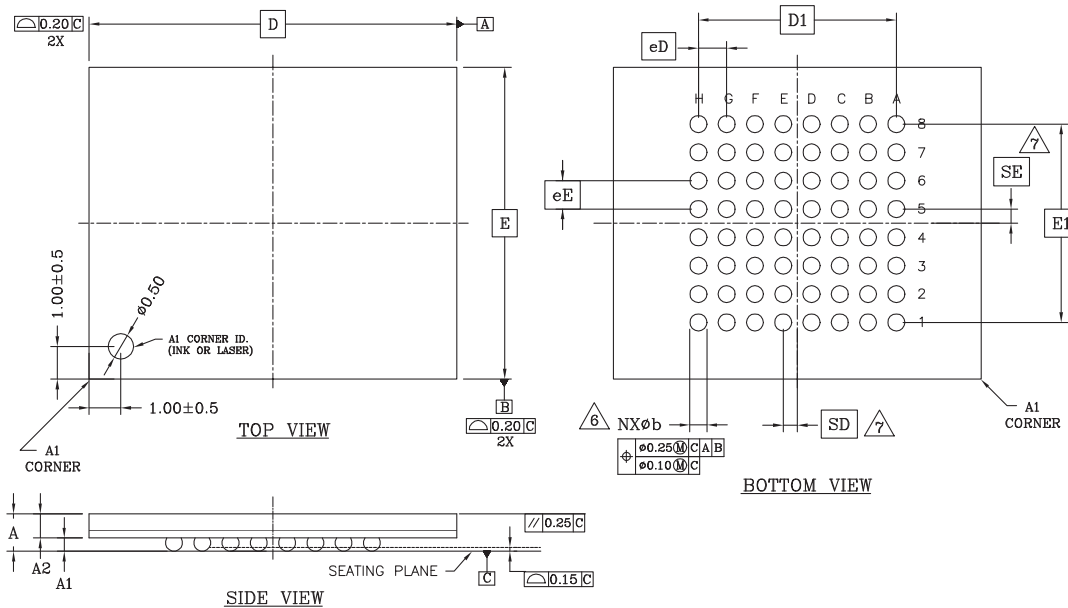 ⌓ 0.20 C
2X
D
A
1.00±0.5
ø0.50
A1 CORNER ID.
(INK OR LASER)
1.00±0.5
A1
CORNER
E
B
⌓ 0.20 C
2X
TOP VIEW
D1
eD
H G F E D C B A
8
7
6
5
4
3
2
1
eE
7
SE
E1
6 NXøb
⌖ ø0.25Ⓜ C A B
ø0.10Ⓜ C
SD 7
A1
CORNER
BOTTOM VIEW
A
A2
A1
// 0.25 C
SEATING PLANE
C
⌓ 0.15 C
SIDE VIEW